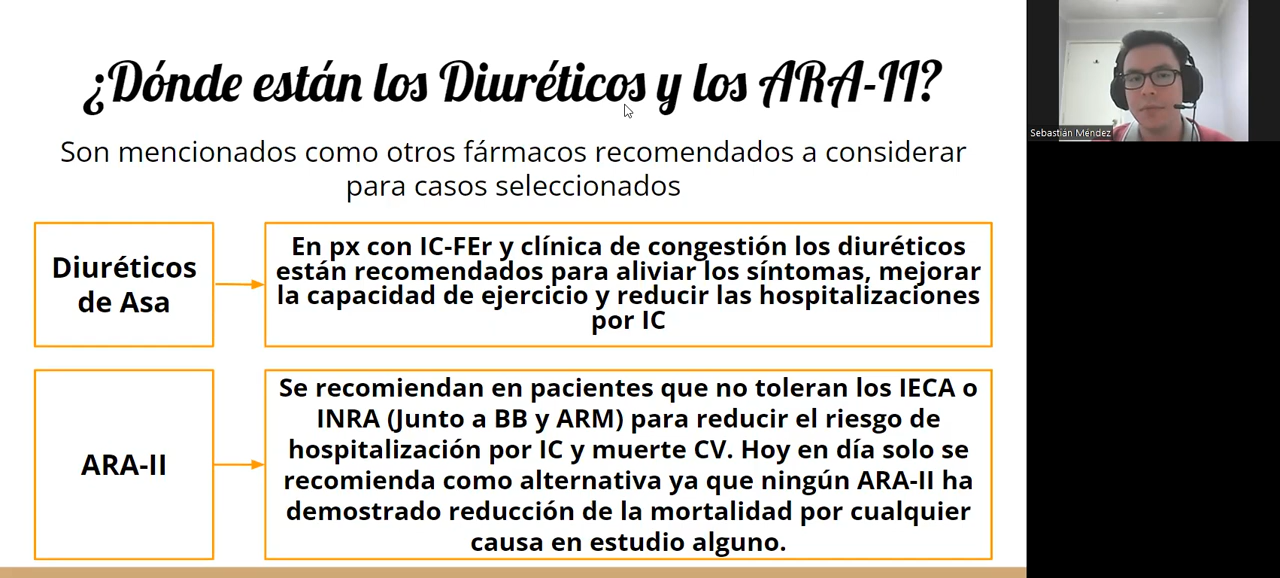 ¿Dónde están los Diuréticos y los ARA-II?
Son mencionados como otros fármacos recomendados a considerar
para casos seleccionados
Diuréticos
de Asa
En px con IC-FEr y clínica de congestión los diuréticos
están recomendados para aliviar los síntomas, mejorar
la capacidad de ejercicio y reducir las hospitalizaciones
por IC
ARA-II
Se recomiendan en pacientes que no toleran los IECA o
INRA (Junto a BB y ARM) para reducir el riesgo de
hospitalización por IC y muerte CV. Hoy en día solo se
recomienda como alternativa ya que ningún ARA-II ha
demostrado reducción de la mortalidad por cualquier
causa en estudio alguno.
Sebastián Méndez